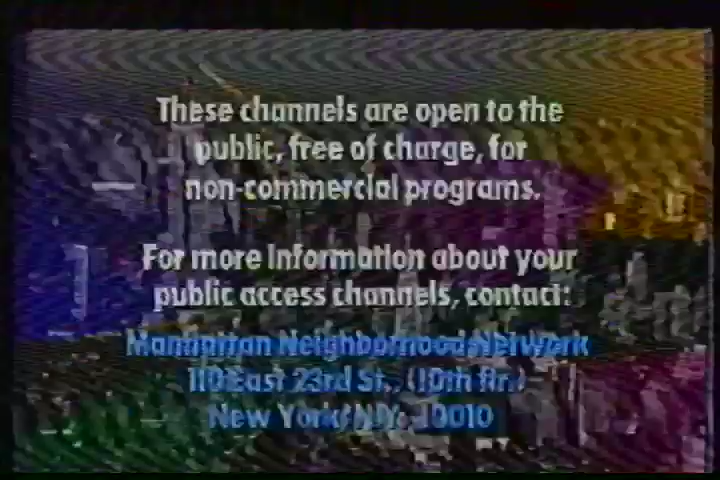 These channels are open to the
public, free of charge, for
non-commercial programs.
For more information about your
public access channels, contact:
Manhattan Neighborhood Network
110 East 23rd St., (10th flr.)
New York, N.Y. 10010